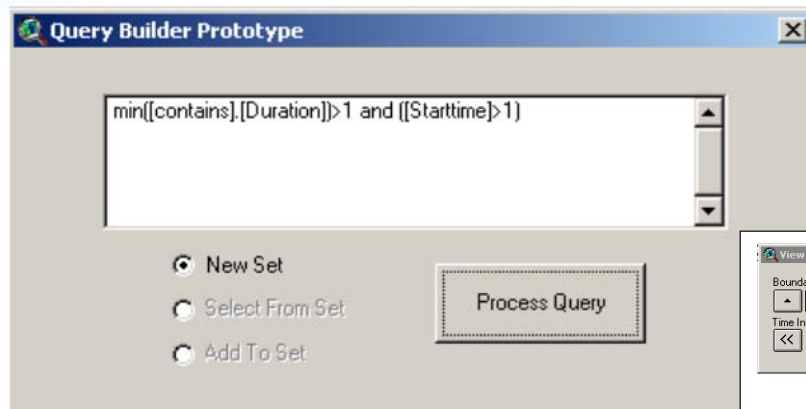 Query Builder Prototype
min([contains].[Duration])>1 and ([Starttime]>1)
New Set
Select From Set
Add To Set
Process Query
View
Time In
<<